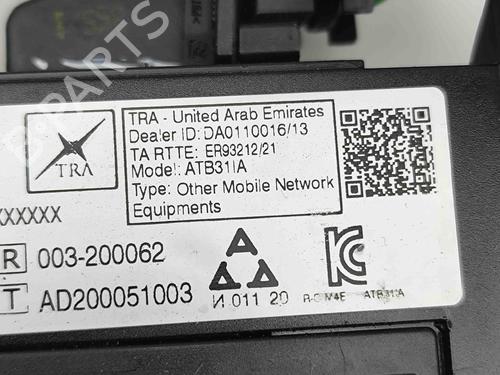 TRA - United Arab Emirates
Dealer ID: DA0110016/13
TA RTTE: ER93212/21
Model: ATB31IA
Type: Other Mobile Network
Equipments
TRA
XXXXXX
R 003-200062
T AD200051003
И 011 20
ATB31IA
B-PARTS